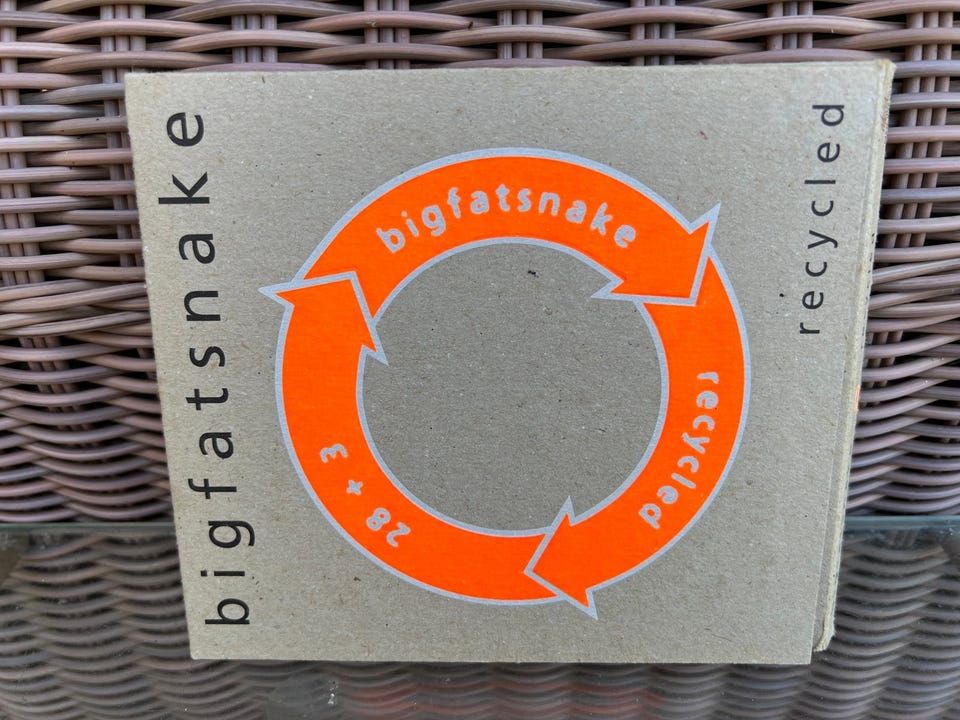 bigfatsnake
bigfatsnake
recycled
28 + 3
recycled